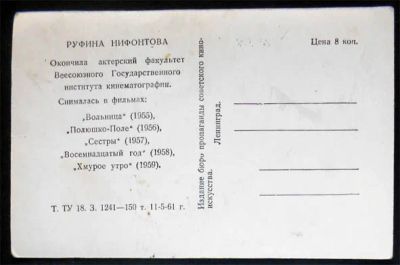 РУФИНА НИФОНТОВА
Окончила актерский факультет
Всесоюзного Государственного
института кинематографии.
Снималась в фильмах:
„Вольница“ (1955),
„Полюшко-Поле“ (1956),
„Сестры“ (1957),
„Восемнадцатый год“ (1958),
„Хмурое утро“ (1959).
Т. ТУ 18. З. 1241—150 т. 11-5-61 г.
Издание бюро пропаганды советского кино-
искусства. Ленинград.
Цена 8 коп.